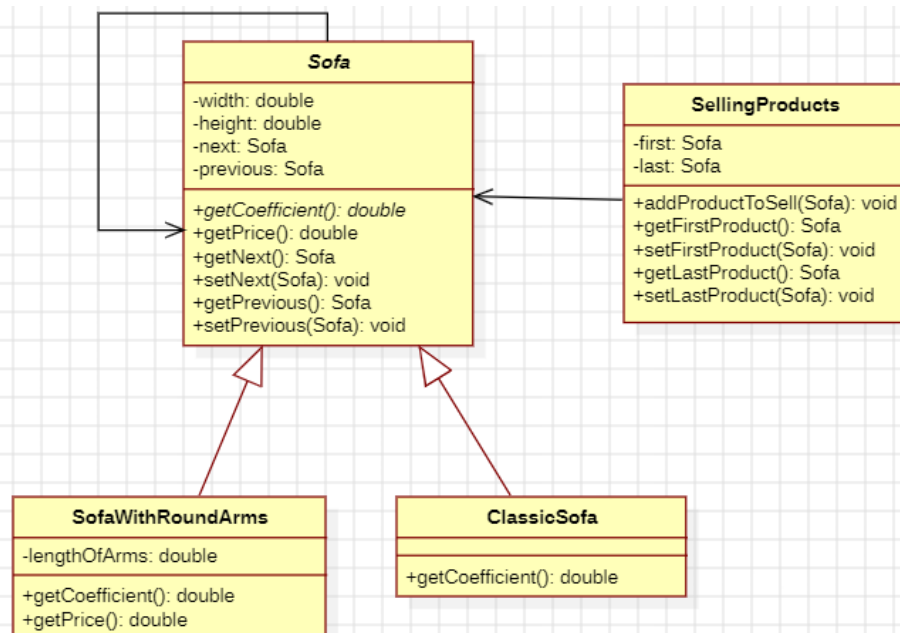 Sofa
-width: double
-height: double
-next: Sofa
-previous: Sofa
+getCoefficient(): double
+getPrice(): double
+getNext(): Sofa
+setNext(Sofa): void
+getPrevious(): Sofa
+setPrevious(Sofa): void
SellingProducts
-first: Sofa
-last: Sofa
+addProductToSell(Sofa): void
+getFirstProduct(): Sofa
+setFirstProduct(Sofa): void
+getLastProduct(): Sofa
+setLastProduct(Sofa): void
SofaWithRoundArms
-lengthOfArms: double
+getCoefficient(): double
+getPrice(): double
ClassicSofa
+getCoefficient(): double